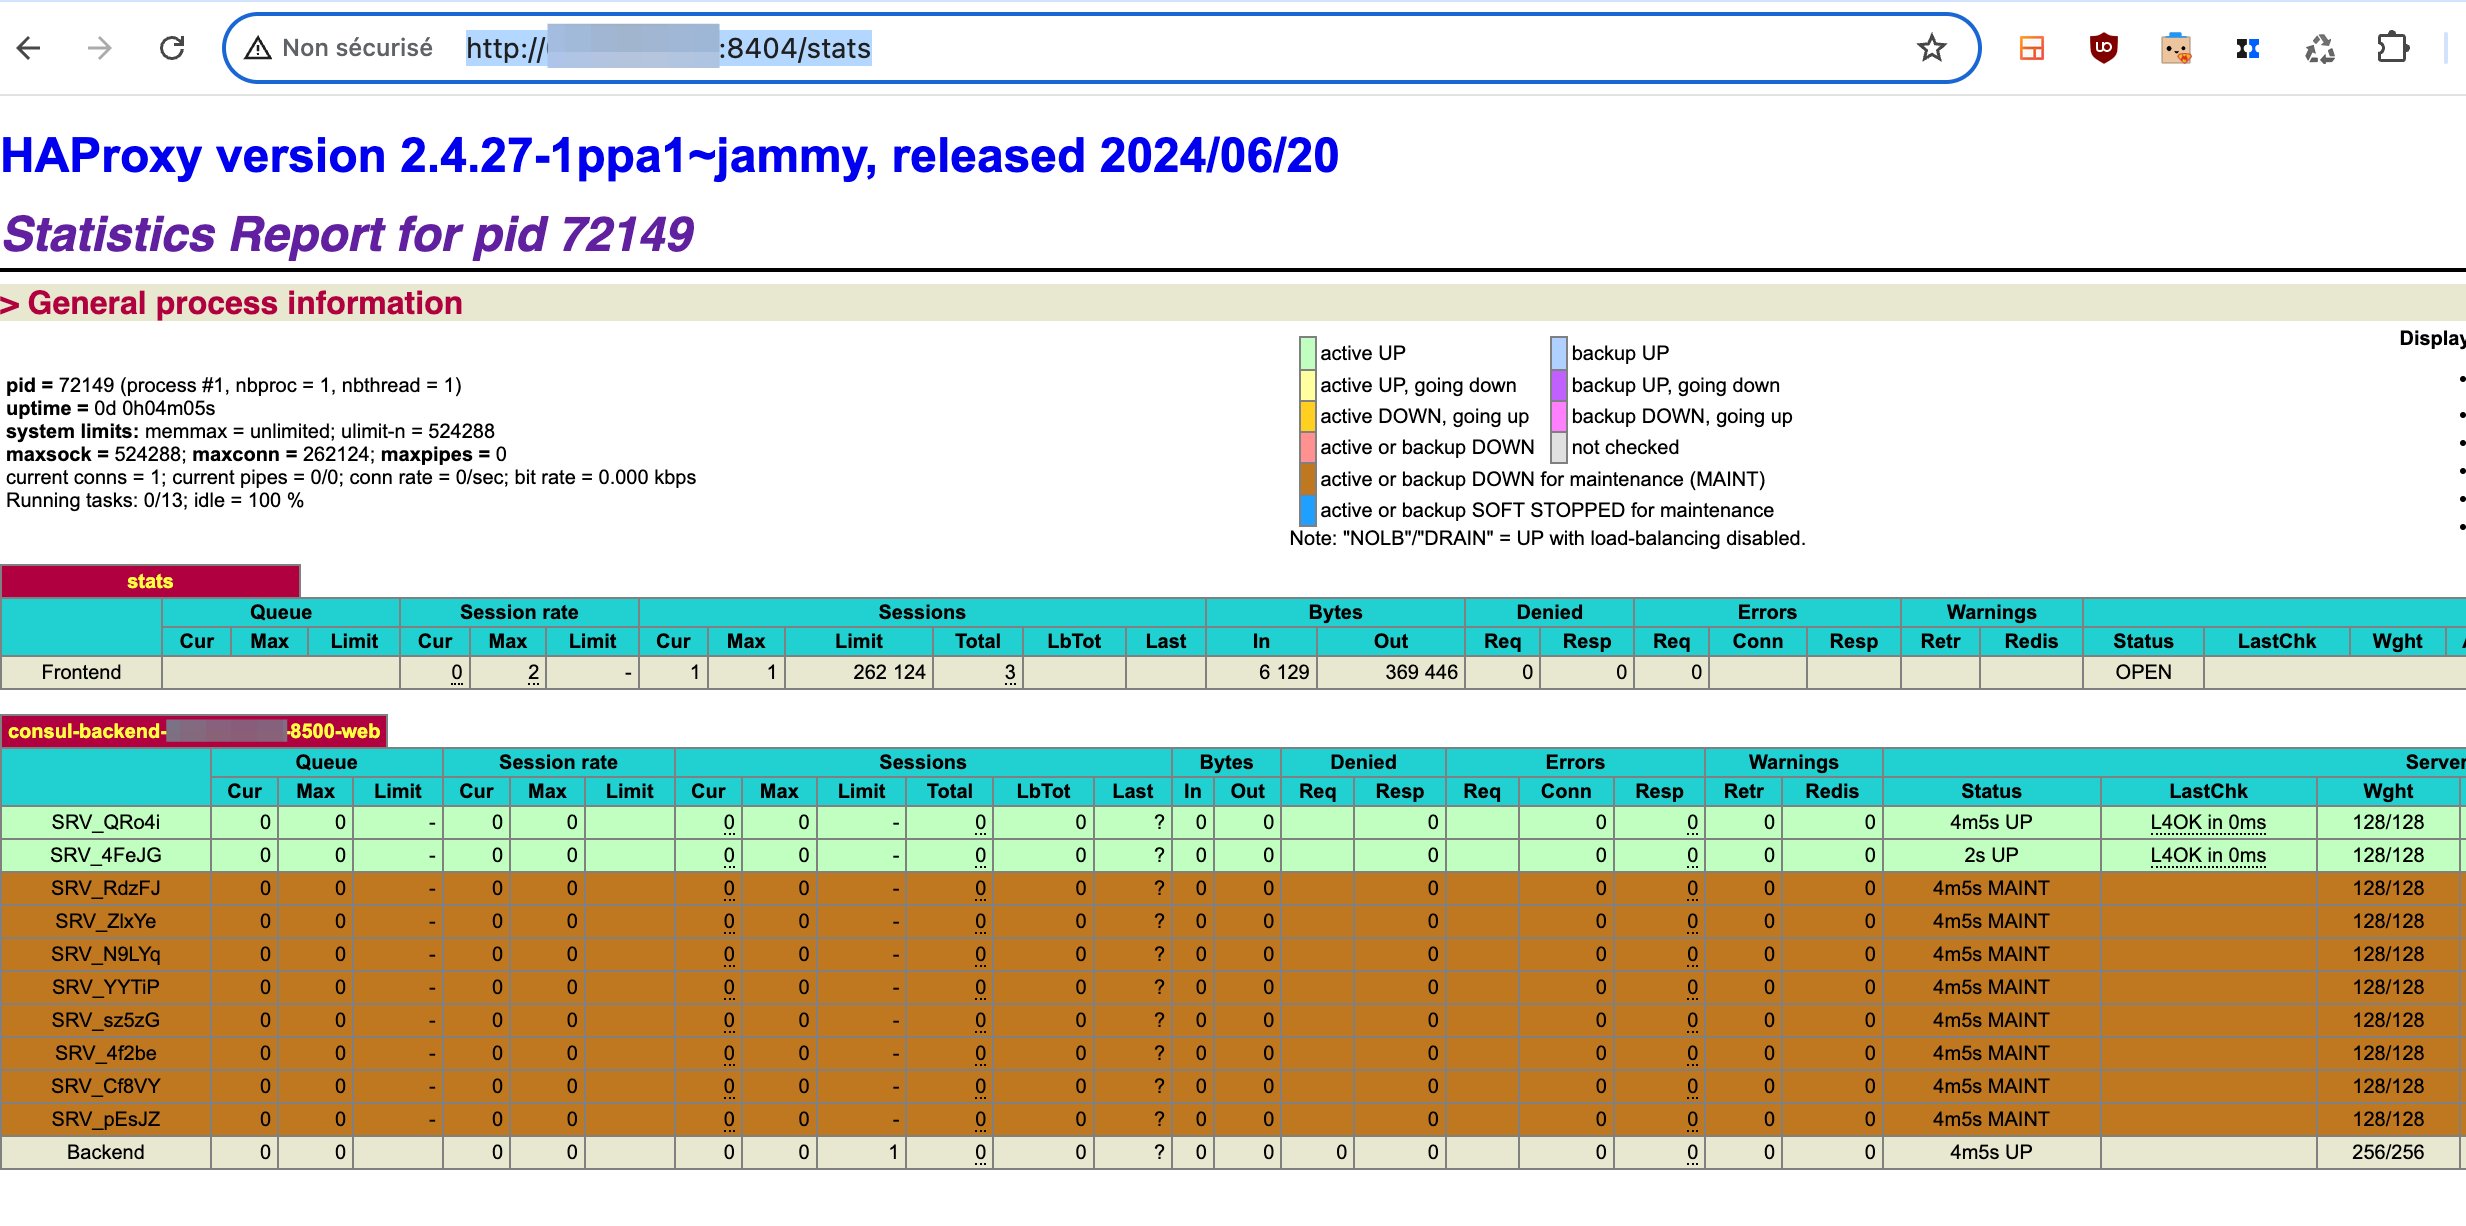 Non sécurisé http:// :8404/stats
HAProxy version 2.4.27-1ppa1~jammy, released 2024/06/20
Statistics Report for pid 72149
> General process information
pid = 72149 (process #1, nbproc = 1, nbthread = 1)
uptime = 0d 0h04m05s
system limits: memmax = unlimited; ulimit-n = 524288
maxsock = 524288; maxconn = 262124; maxpipes = 0
current conns = 1; current pipes = 0/0; conn rate = 0/sec; bit rate = 0.000 kbps
Running tasks: 0/13; idle = 100 %
active UP backup UP
active UP, going down backup UP, going down
active DOWN, going up backup DOWN, going up
active or backup DOWN not checked
active or backup DOWN for maintenance (MAINT)
active or backup SOFT STOPPED for maintenance
Note: "NOLB"/"DRAIN" = UP with load-balancing disabled.
Display
stats
Queue Session rate Sessions Bytes Denied Errors Warnings
Cur Max Limit Cur Max Limit Cur Max Limit Total LbTot Last In Out Req Resp Req Conn Resp Retr Redis Status LastChk Wght
Frontend 0 2 - 1 1 262 124 3 6 129 369 446 0 0 0 OPEN
consul-backend- -8500-web
Queue Session rate Sessions Bytes Denied Errors Warnings Server
Cur Max Limit Cur Max Limit Cur Max Limit Total LbTot Last In Out Req Resp Req Conn Resp Retr Redis Status LastChk Wght
SRV_QRo4i 0 0 - 0 0 0 0 - 0 0 ? 0 0 0 0 0 0 0 4m5s UP L4OK in 0ms 128/128
SRV_4FeJG 0 0 - 0 0 0 0 - 0 0 ? 0 0 0 0 0 0 0 2s UP L4OK in 0ms 128/128
SRV_RdzFJ 0 0 - 0 0 0 0 - 0 0 ? 0 0 0 0 0 0 0 4m5s MAINT 128/128
SRV_ZlxYe 0 0 - 0 0 0 0 - 0 0 ? 0 0 0 0 0 0 0 4m5s MAINT 128/128
SRV_N9LYq 0 0 - 0 0 0 0 - 0 0 ? 0 0 0 0 0 0 0 4m5s MAINT 128/128
SRV_YYTiP 0 0 - 0 0 0 0 - 0 0 ? 0 0 0 0 0 0 0 4m5s MAINT 128/128
SRV_sz5zG 0 0 - 0 0 0 0 - 0 0 ? 0 0 0 0 0 0 0 4m5s MAINT 128/128
SRV_4f2be 0 0 - 0 0 0 0 - 0 0 ? 0 0 0 0 0 0 0 4m5s MAINT 128/128
SRV_Cf8VY 0 0 - 0 0 0 0 - 0 0 ? 0 0 0 0 0 0 0 4m5s MAINT 128/128
SRV_pEsJZ 0 0 - 0 0 0 0 - 0 0 ? 0 0 0 0 0 0 0 4m5s MAINT 128/128
Backend 0 0 0 0 0 0 1 0 0 ? 0 0 0 0 0 0 0 0 4m5s UP 256/256